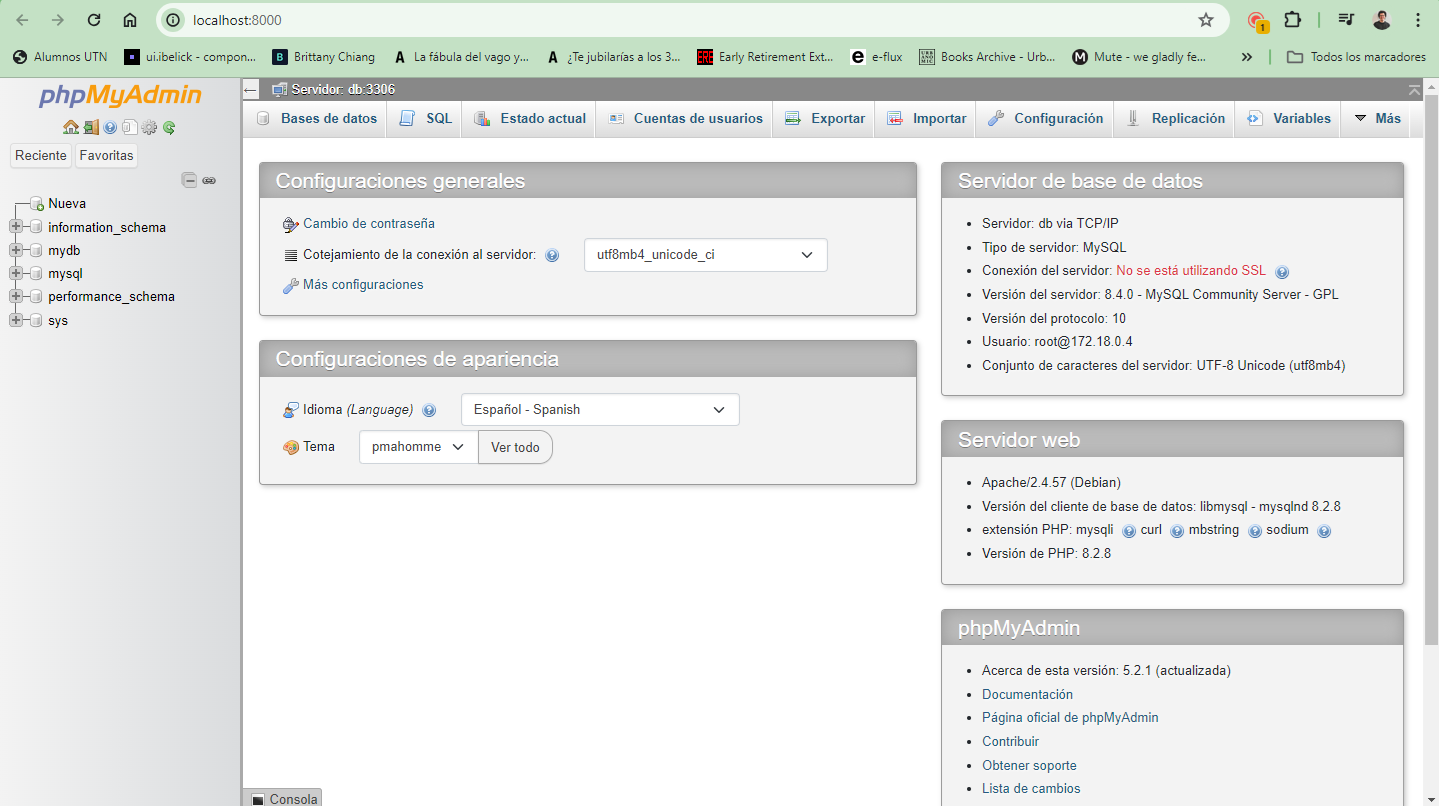 localhost:8000
1
Alumnos UTN
ui.ibelick - compon...
B Brittany Chiang
A La fábula del vago y...
A ¿Te jubilarías a los 3...
ERE Early Retirement Ext...
e e-flux
Books Archive - Urb...
M Mute - we gladly fe...
»
Todos los marcadores
phpMyAdmin
Reciente
Favoritas
Nueva
information_schema
mydb
mysql
performance_schema
sys
Servidor: db:3306
Bases de datos
SQL
Estado actual
Cuentas de usuarios
Exportar
Importar
Configuración
Replicación
Variables
Más
Configuraciones generales
Cambio de contraseña
Cotejamiento de la conexión al servidor:
utf8mb4_unicode_ci
Más configuraciones
Configuraciones de apariencia
Idioma (Language)
Español - Spanish
Tema
pmahomme
Ver todo
Servidor de base de datos
Servidor: db via TCP/IP
Tipo de servidor: MySQL
Conexión del servidor: No se está utilizando SSL
Versión del servidor: 8.4.0 - MySQL Community Server - GPL
Versión del protocolo: 10
Usuario: root@172.18.0.4
Conjunto de caracteres del servidor: UTF-8 Unicode (utf8mb4)
Servidor web
Apache/2.4.57 (Debian)
Versión del cliente de base de datos: libmysql - mysqlnd 8.2.8
extensión PHP: mysqli curl mbstring sodium
Versión de PHP: 8.2.8
phpMyAdmin
Acerca de esta versión: 5.2.1 (actualizada)
Documentación
Página oficial de phpMyAdmin
Contribuir
Obtener soporte
Lista de cambios
Consola